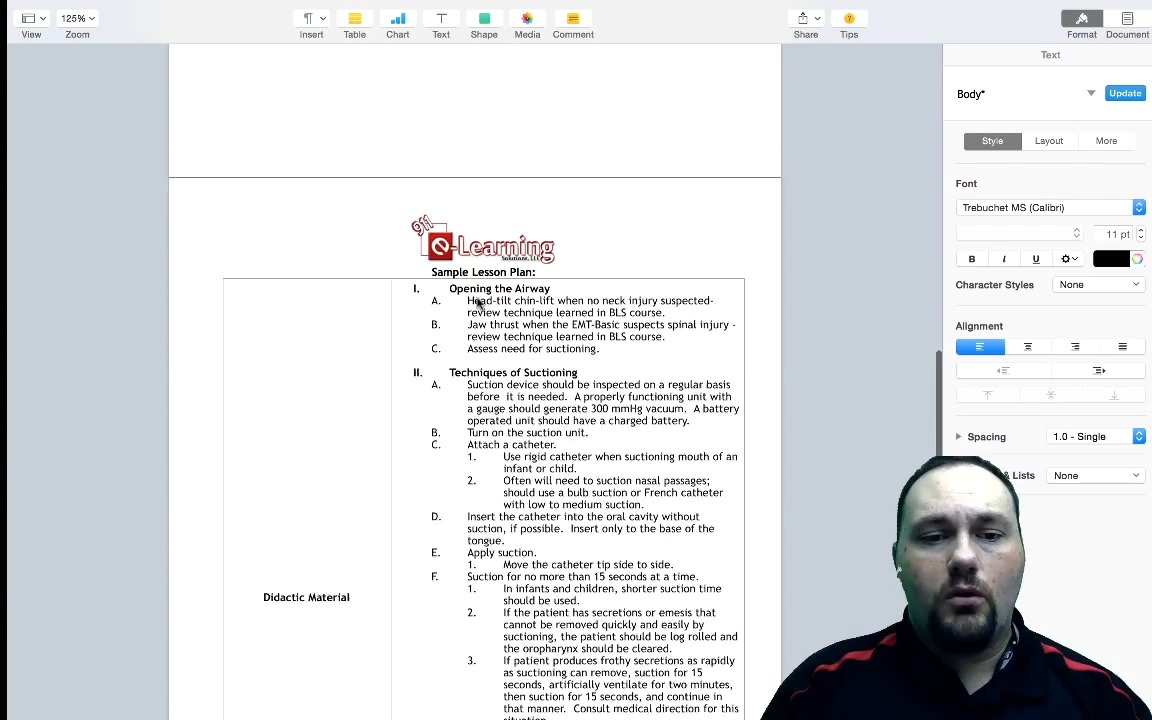 125%
View
Zoom
Insert
Table
Chart
Text
Shape
Media
Comment
Share
Tips
Format
Document
Text
Body*
Update
Style
Layout
More
Font
Trebuchet MS (Calibri)
11 pt
B I U
Character Styles None
Alignment
Spacing 1.0 - Single
& Lists None
911
e-Learning
Solutions, LLC
Sample Lesson Plan:
I. Opening the Airway
A. Head-tilt chin-lift when no neck injury suspected-
review technique learned in BLS course.
B. Jaw thrust when the EMT-Basic suspects spinal injury -
review technique learned in BLS course.
C. Assess need for suctioning.
II. Techniques of Suctioning
A. Suction device should be inspected on a regular basis
before it is needed. A properly functioning unit with
a gauge should generate 300 mmHg vacuum. A battery
operated unit should have a charged battery.
B. Turn on the suction unit.
C. Attach a catheter.
1. Use rigid catheter when suctioning mouth of an
infant or child.
2. Often will need to suction nasal passages;
should use a bulb suction or French catheter
with low to medium suction.
D. Insert the catheter into the oral cavity without
suction, if possible. Insert only to the base of the
tongue.
E. Apply suction.
1. Move the catheter tip side to side.
F. Suction for no more than 15 seconds at a time.
1. In infants and children, shorter suction time
should be used.
2. If the patient has secretions or emesis that
cannot be removed quickly and easily by
suctioning, the patient should be log rolled and
the oropharynx should be cleared.
3. If patient produces frothy secretions as rapidly
as suctioning can remove, suction for 15
seconds, artificially ventilate for two minutes,
then suction for 15 seconds, and continue in
that manner. Consult medical direction for this
situation.
Didactic Material